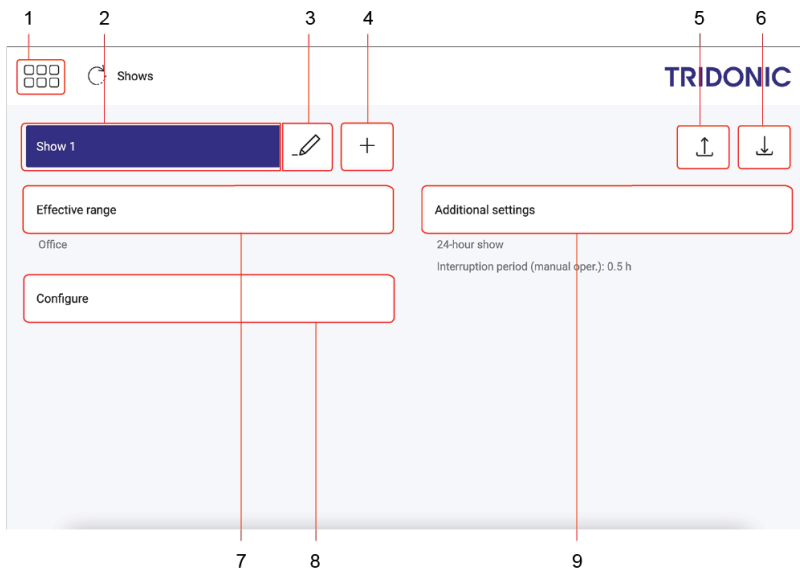 1 2 3 4 5 6
Shows
TRIDONIC
Show 1
Effective range
Additional settings
Office
24-hour show
Interruption period (manual oper.): 0.5 h
Configure
7 8 9